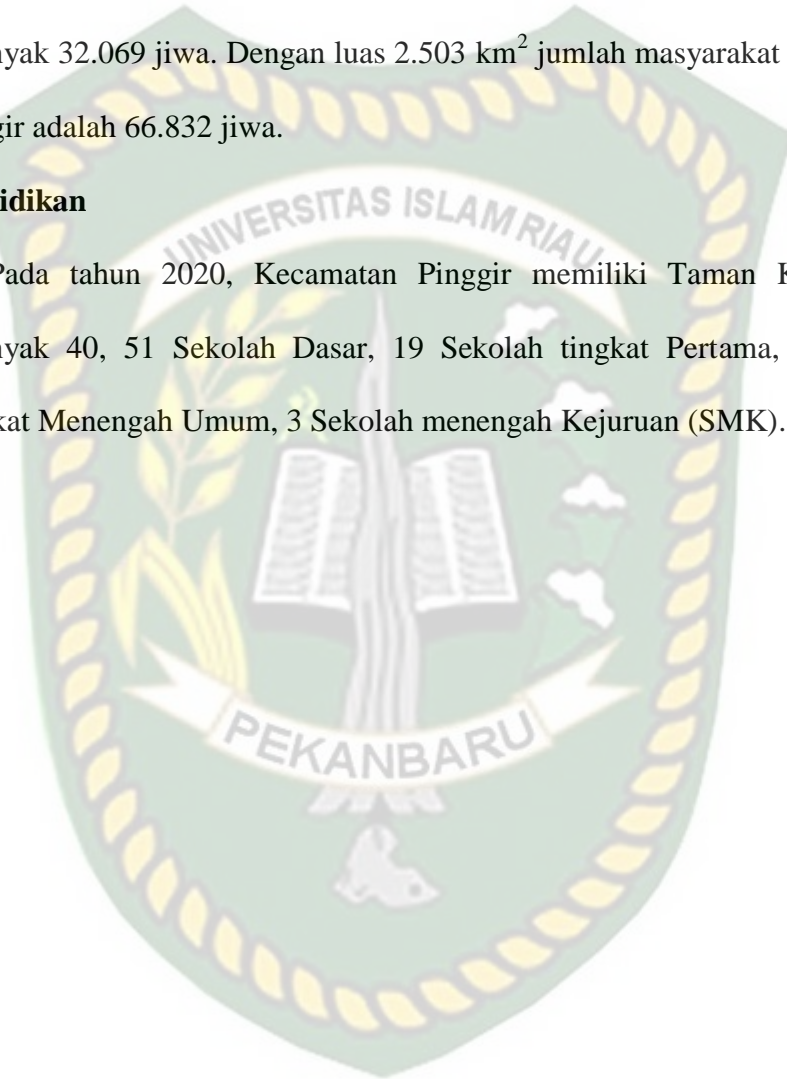 nyak 32.069 jiwa. Dengan luas 2.503 km² jumlah masyarakat
gir adalah 66.832 jiwa.
idikan
UNIVERSITAS ISLAM RIAU
Pada tahun 2020, Kecamatan Pinggir memiliki Taman K
nyak 40, 51 Sekolah Dasar, 19 Sekolah tingkat Pertama,
kat Menengah Umum, 3 Sekolah menengah Kejuruan (SMK).
PEKANBARU